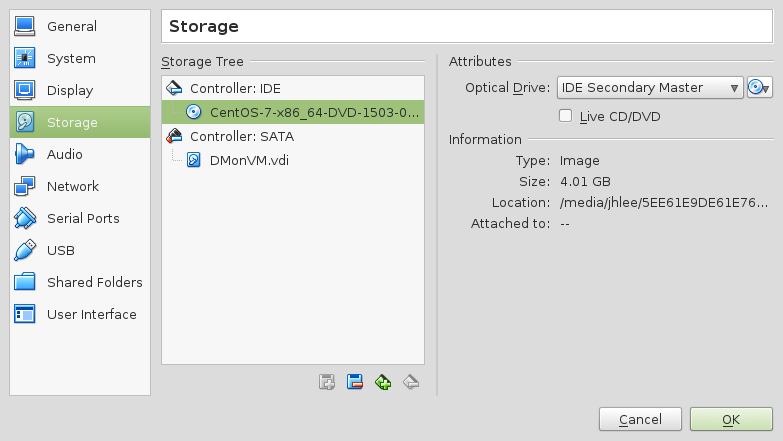 General
System
Display
Storage
Audio
Network
Serial Ports
USB
Shared Folders
User Interface
Storage
Storage Tree
Controller: IDE
CentOS-7-x86_64-DVD-1503-0...
Controller: SATA
DMonVM.vdi
Attributes
Optical Drive: IDE Secondary Master
Live CD/DVD
Information
Type: Image
Size: 4.01 GB
Location: /media/jhlee/5EE61E9DE61E76...
Attached to: --
Cancel
OK